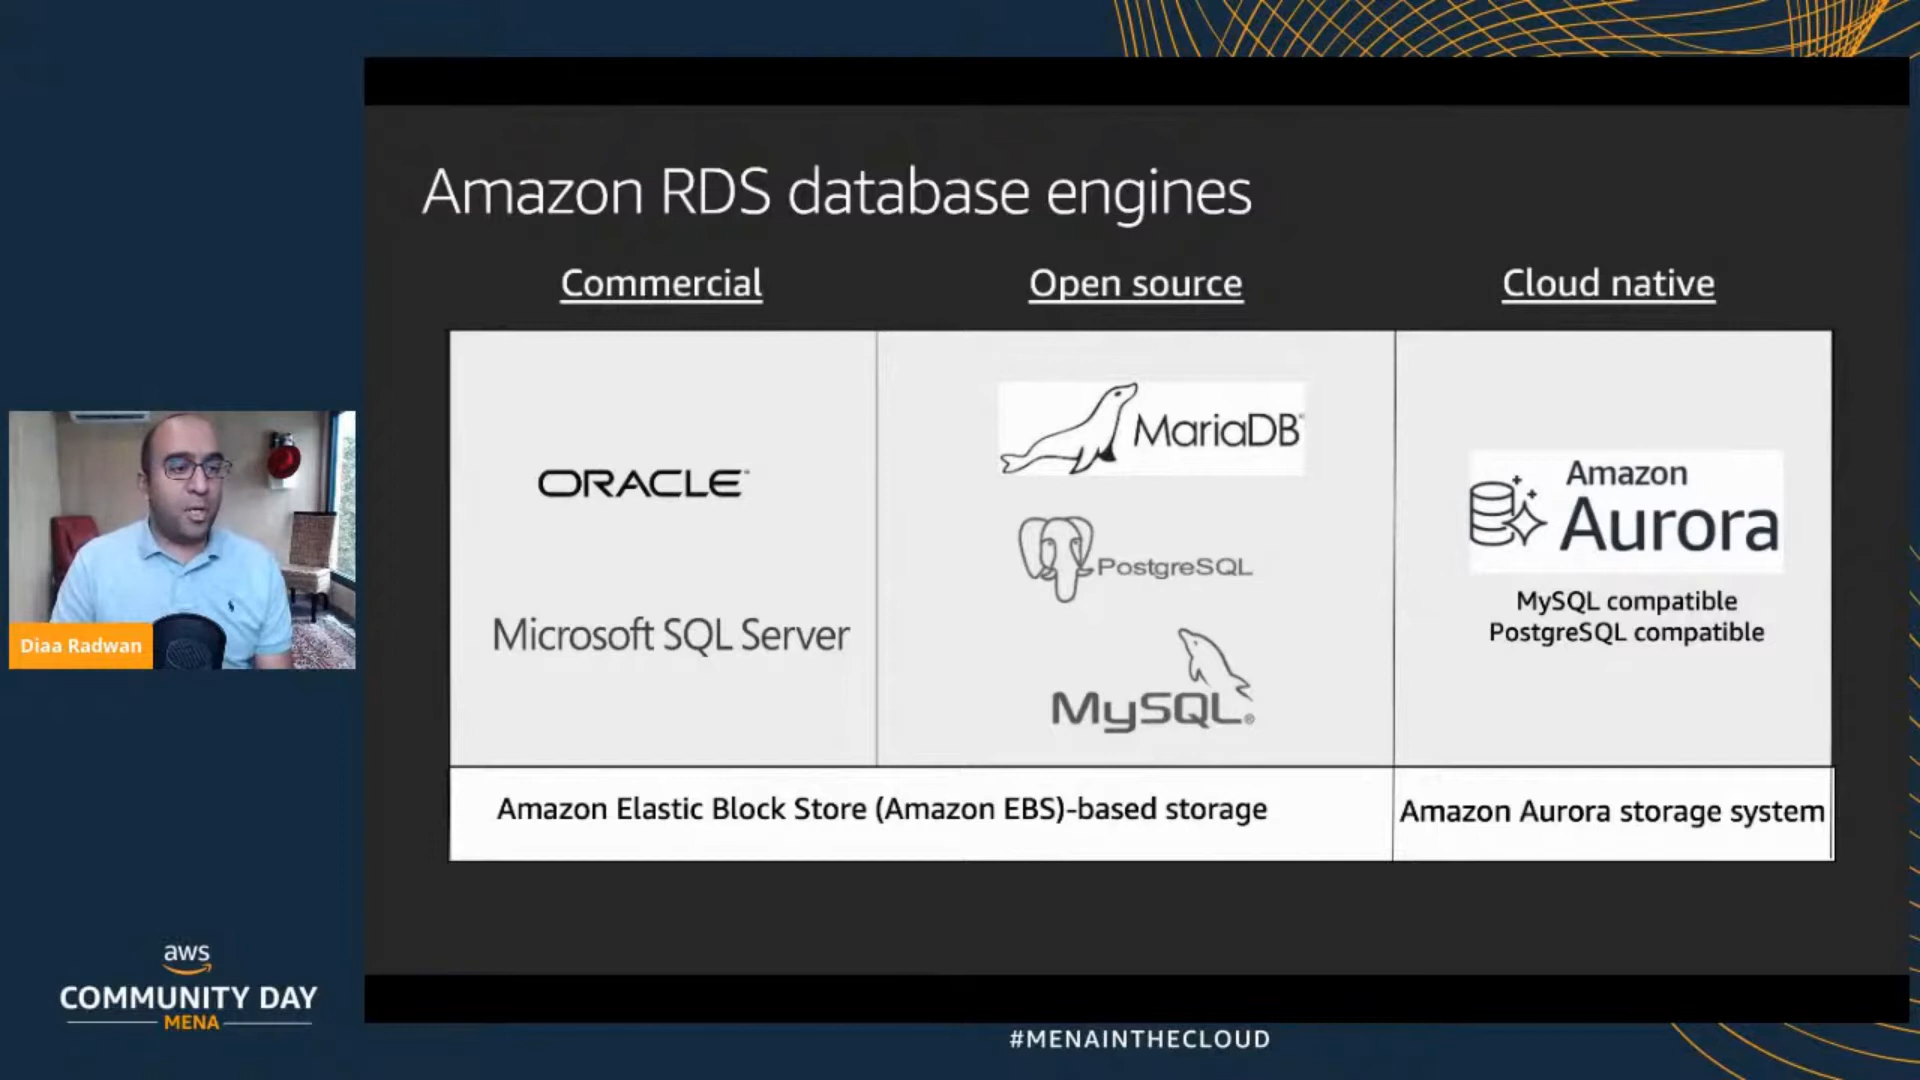 Amazon RDS database engines
Commercial
Open source
Cloud native
ORACLE
Microsoft SQL Server
MariaDB
PostgreSQL
MySQL®
Amazon
Aurora
MySQL compatible
PostgreSQL compatible
Amazon Elastic Block Store (Amazon EBS)-based storage
Amazon Aurora storage system
Diaa Radwan
aws
COMMUNITY DAY
MENA
#MENAINTHECLOUD